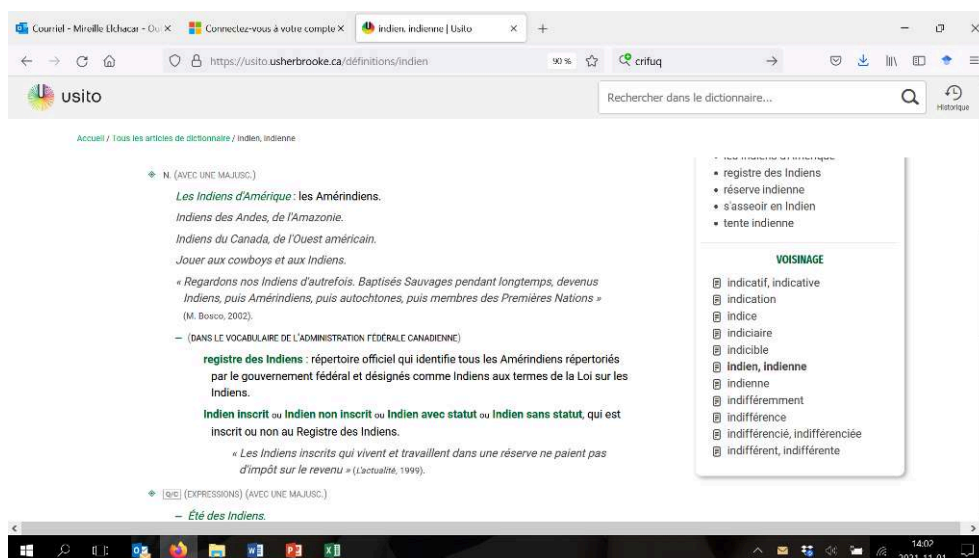 Courriel - Mireille Elchacar - Ou
Connectez-vous à votre compte
indien, indienne | Usito
https://usito.usherbrooke.ca/définitions/indien
90 %
crifuq
usito
Rechercher dans le dictionnaire...
Historique
Accueil / Tous les articles de dictionnaire / indien, indienne
N. (AVEC UNE MAJUSC.)
Les Indiens d'Amérique : les Amérindiens.
Indiens des Andes, de l'Amazonie.
Indiens du Canada, de l'Ouest américain.
Jouer aux cowboys et aux Indiens.
« Regardons nos Indiens d'autrefois. Baptisés Sauvages pendant longtemps, devenus
Indiens, puis Amérindiens, puis autochtones, puis membres des Premières Nations »
(M. Bosco, 2002).
– (DANS LE VOCABULAIRE DE L'ADMINISTRATION FÉDÉRALE CANADIENNE)
registre des Indiens : répertoire officiel qui identifie tous les Amérindiens répertoriés
par le gouvernement fédéral et désignés comme Indiens aux termes de la Loi sur les
Indiens.
Indien inscrit ou Indien non inscrit ou Indien avec statut ou Indien sans statut, qui est
inscrit ou non au Registre des Indiens.
« Les Indiens inscrits qui vivent et travaillent dans une réserve ne paient pas
d'impôt sur le revenu » (L'actualité, 1999).
Q/C (EXPRESSIONS) (AVEC UNE MAJUSC.)
– Été des Indiens.
• les Indiens d'Amérique
• registre des Indiens
• réserve indienne
• s'asseoir en Indien
• tente indienne
VOISINAGE
indicatif, indicative
indication
indice
indiciaire
indicible
indien, indienne
indienne
indifféremment
indifférence
indifférencié, indifférenciée
indifférent, indifférente
14:02
2021-11-01